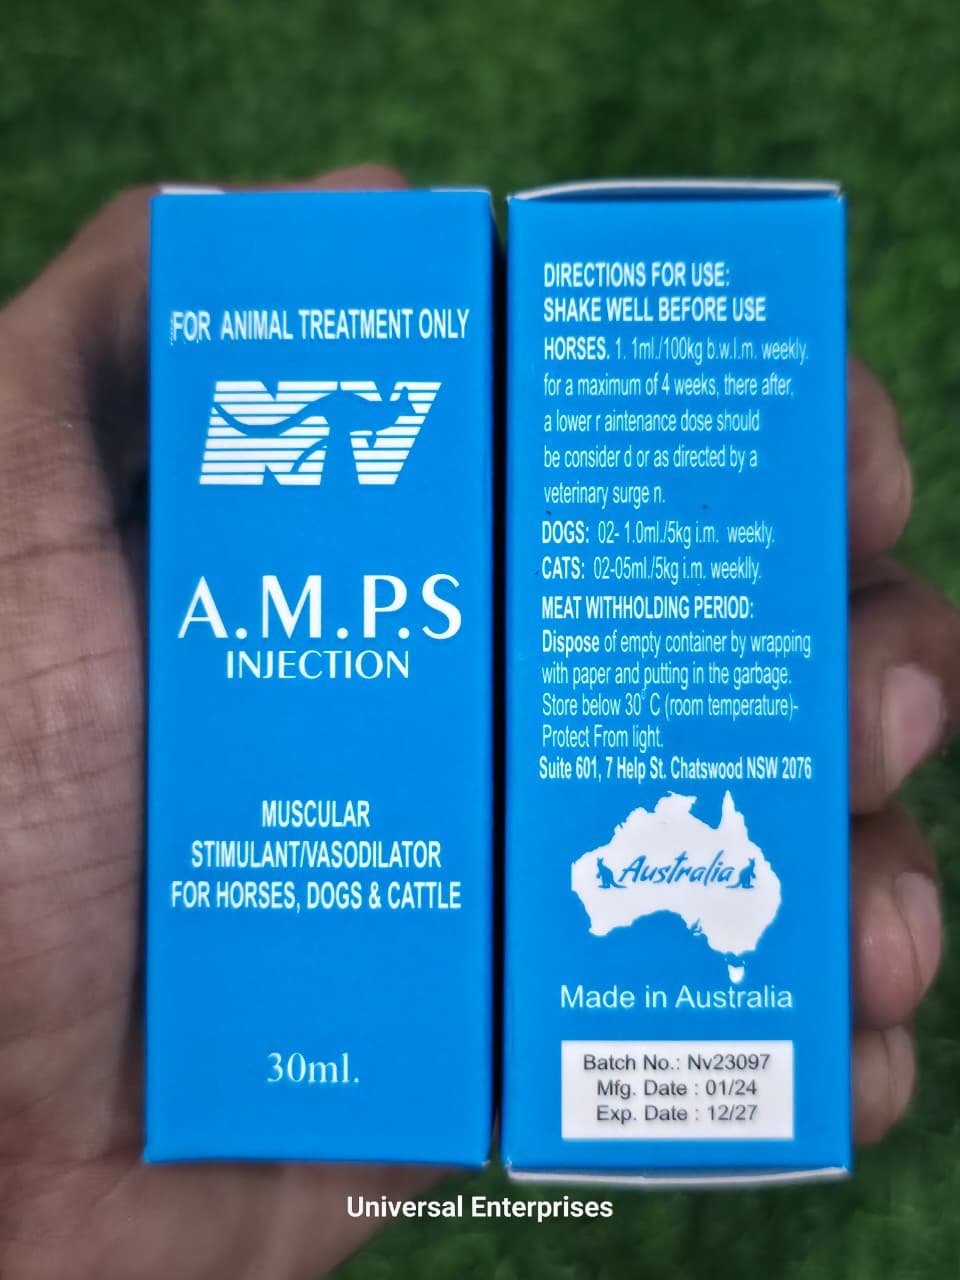 FOR ANIMAL TREATMENT ONLY
NV
A.M.P.S
INJECTION
MUSCULAR
STIMULANT/VASODILATOR
FOR HORSES, DOGS & CATTLE
30ml.
DIRECTIONS FOR USE:
SHAKE WELL BEFORE USE
HORSES. 1. 1ml./100kg b.w.I.m. weekly.
for a maximum of 4 weeks, there after,
a lower r aintenance dose should
be consider d or as directed by a
veterinary surge n.
DOGS: 02- 1.0ml./5kg i.m. weekly.
CATS: 02-05ml./5kg i.m. weeklly.
MEAT WITHHOLDING PERIOD:
Dispose of empty container by wrapping
with paper and putting in the garbage.
Store below 30° C (room temperature)-
Protect From light.
Suite 601, 7 Help St. Chatswood NSW 2076
Australia
Made in Australia
Batch No.: Nv23097
Mfg. Date : 01/24
Exp. Date : 12/27
Universal Enterprises